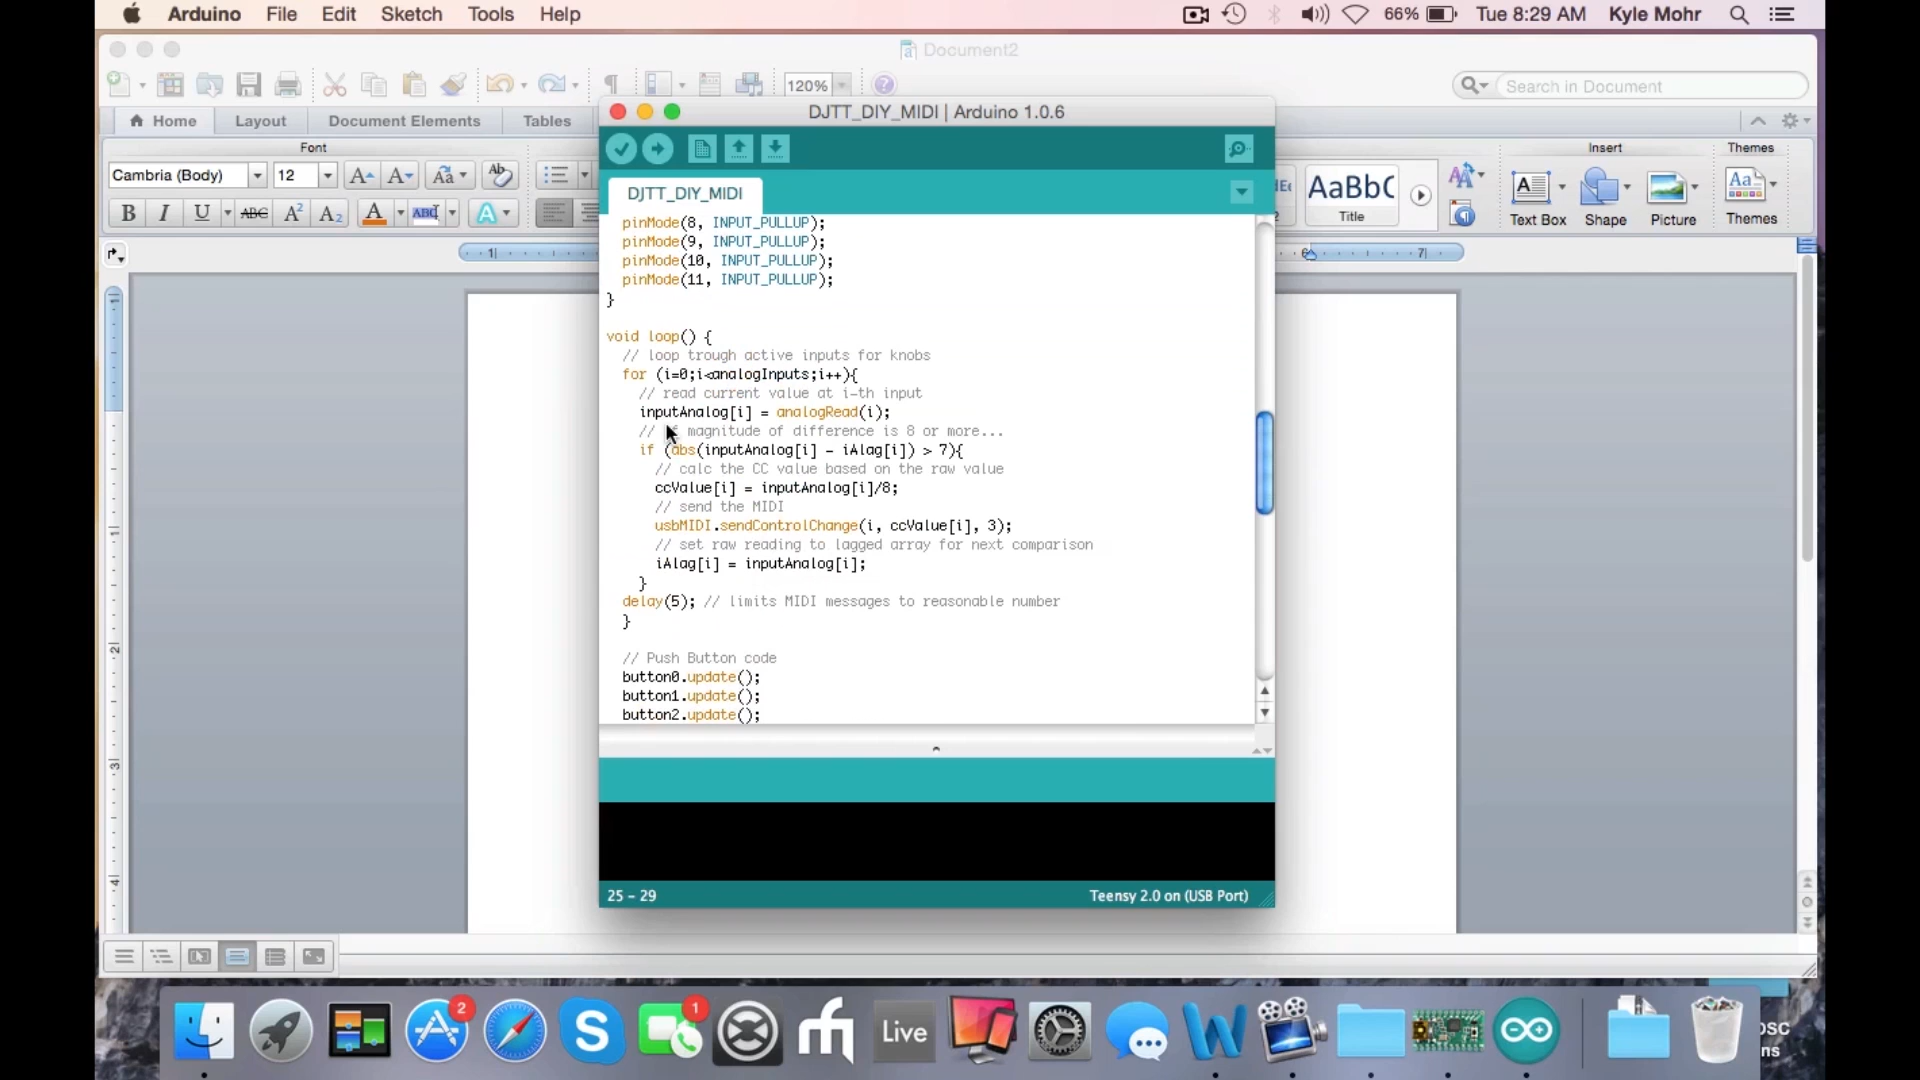 Arduino File Edit Sketch Tools Help 66% Tue 8:29 AM Kyle Mohr
Document2
120% Search in Document
DJTT_DIY_MIDI | Arduino 1.0.6
Home Layout Document Elements Tables
Font Insert Themes
Cambria (Body) 12 AaBbC
Title
Text Box Shape Picture Themes
DJTT_DIY_MIDI
pinMode(8, INPUT_PULLUP);
pinMode(9, INPUT_PULLUP);
pinMode(10, INPUT_PULLUP);
pinMode(11, INPUT_PULLUP);
}
void loop() {
// loop trough active inputs for knobs
for (i=0;i<analogInputs;i++){
// read current value at i-th input
inputAnalog[i] = analogRead(i);
// if magnitude of difference is 8 or more...
if (abs(inputAnalog[i] - iAlag[i]) > 7){
// calc the CC value based on the raw value
ccValue[i] = inputAnalog[i]/8;
// send the MIDI
usbMIDI.sendControlChange(i, ccValue[i], 3);
// set raw reading to lagged array for next comparison
iAlag[i] = inputAnalog[i];
}
delay(5); // limits MIDI messages to reasonable number
}
// Push Button code
button0.update();
button1.update();
button2.update();
25 - 29 Teensy 2.0 on (USB Port)
2 1 Live